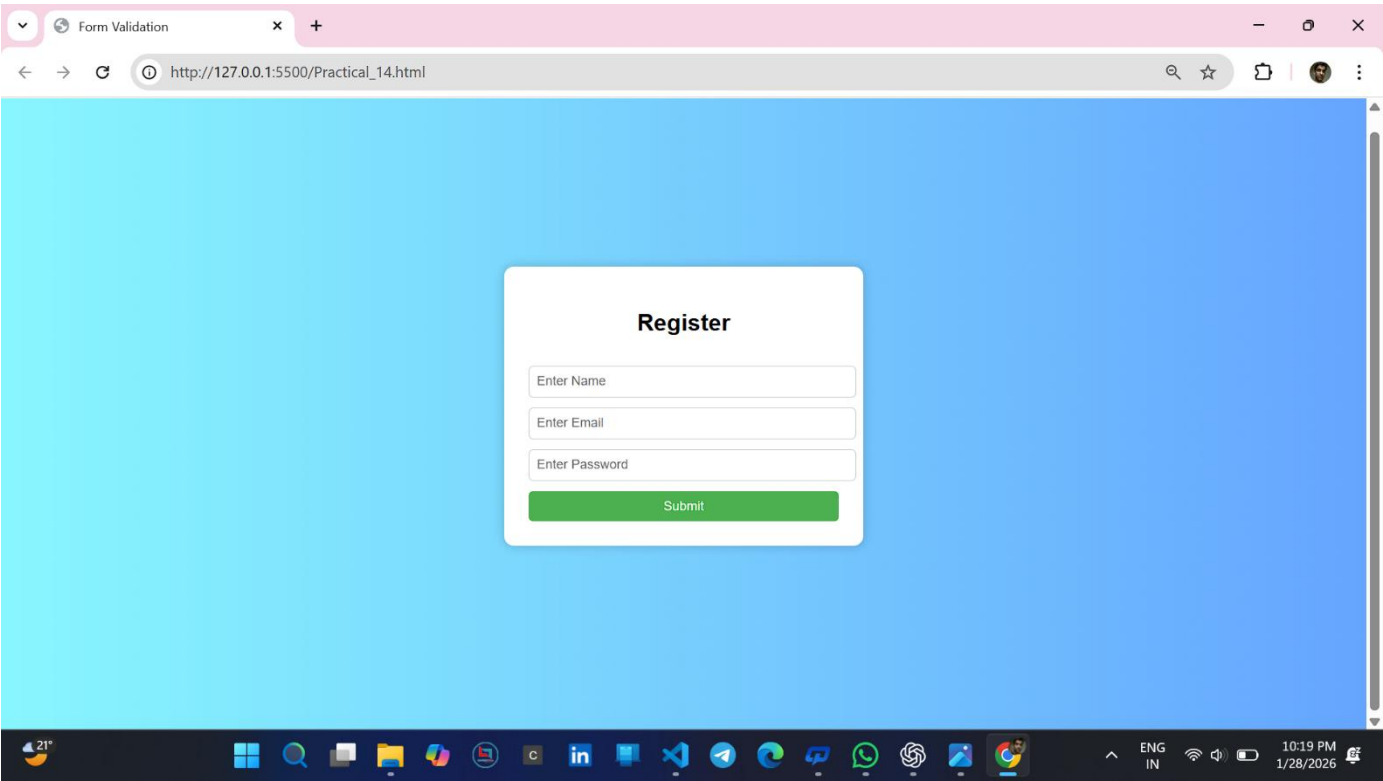 Form Validation
http://127.0.0.1:5500/Practical_14.html
Register
Enter Name
Enter Email
Enter Password
Submit
21°
C
in
ENG
IN
10:19 PM
1/28/2026